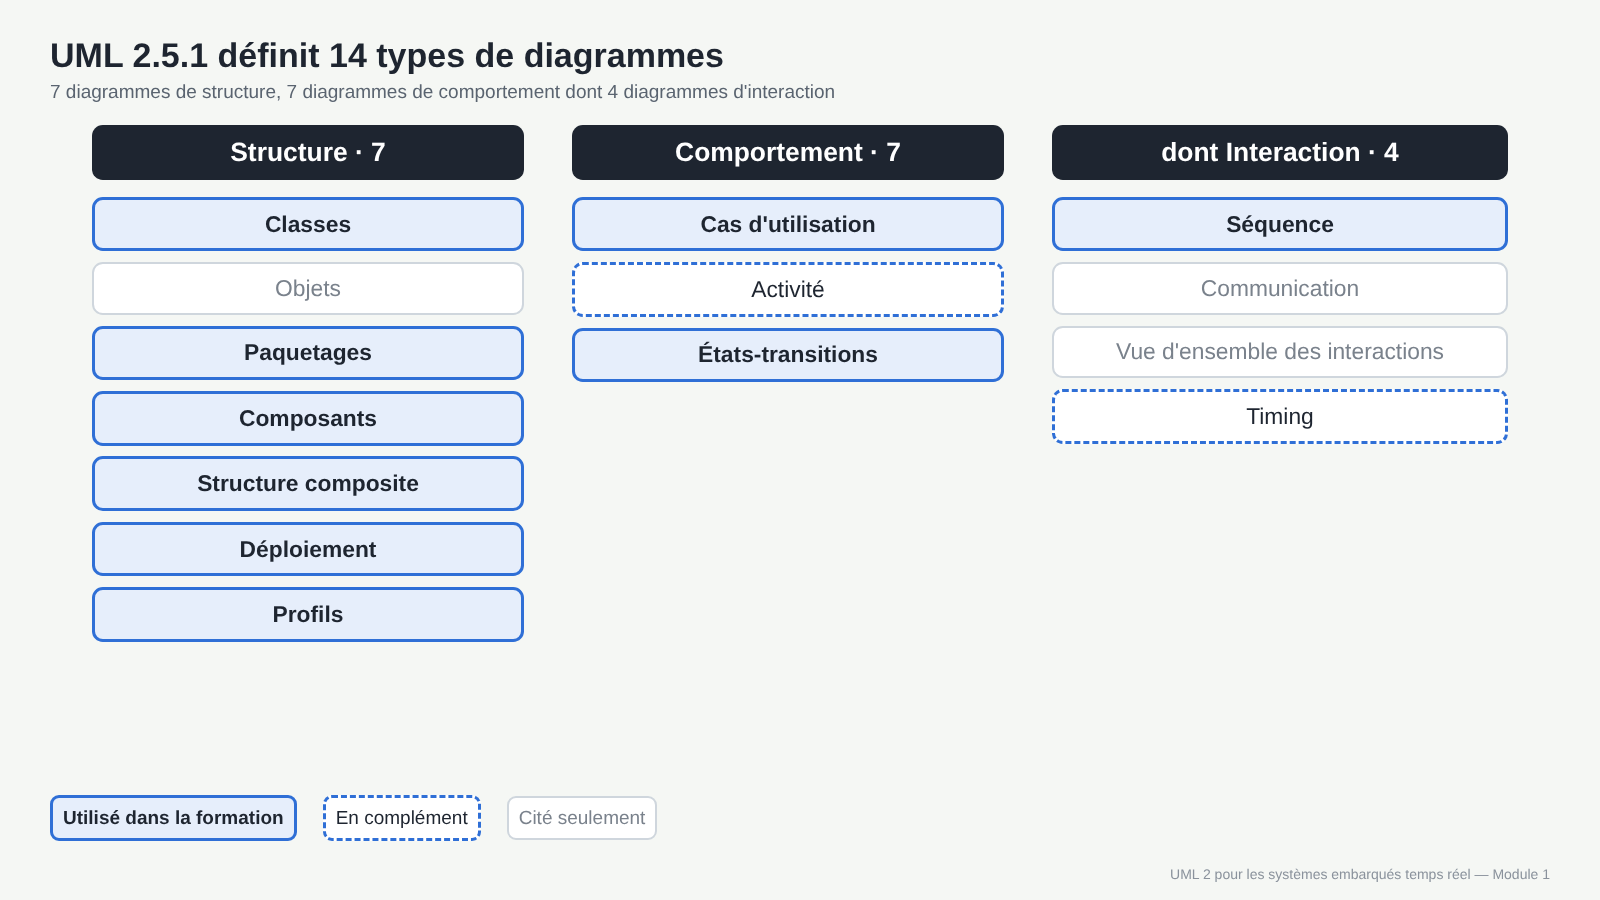 UML 2.5.1 définit 14 types de diagrammes
7 diagrammes de structure, 7 diagrammes de comportement dont 4 diagrammes d'interaction
Structure · 7
Classes
Objets
Paquetages
Composants
Structure composite
Déploiement
Profils
Comportement · 7
Cas d'utilisation
Activité
États-transitions
dont Interaction · 4
Séquence
Communication
Vue d'ensemble des interactions
Timing
Utilisé dans la formation
En complément
Cité seulement
UML 2 pour les systèmes embarqués temps réel — Module 1